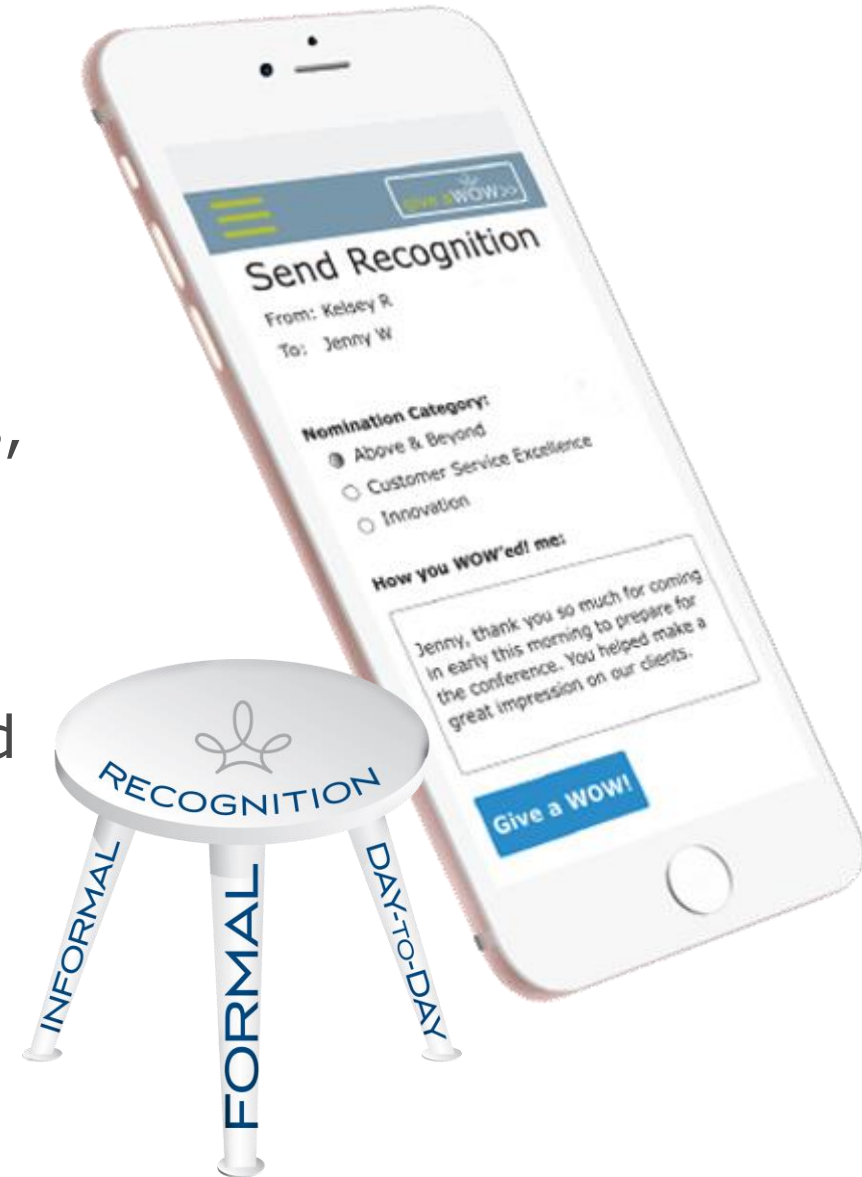 Give a WOW>>
Send Recognition
From: Kelsey R
To: Jenny W
Nomination Category:
Above & Beyond
Customer Service Excellence
Innovation
How you WOW'ed! me:
Jenny, thank you so much for coming
in early this morning to prepare for
the conference. You helped make a
great impression on our clients.
Give a WOW!
,
d
RECOGNITION
INFORMAL
FORMAL
DAY-TO-DAY